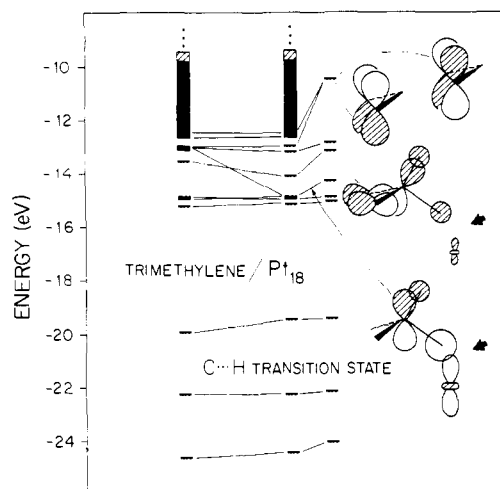 -10
-12
-14
-16
-18
-20
-22
-24
ENERGY (eV)
TRIMETHYLENE / Pt18
C···H TRANSITION STATE